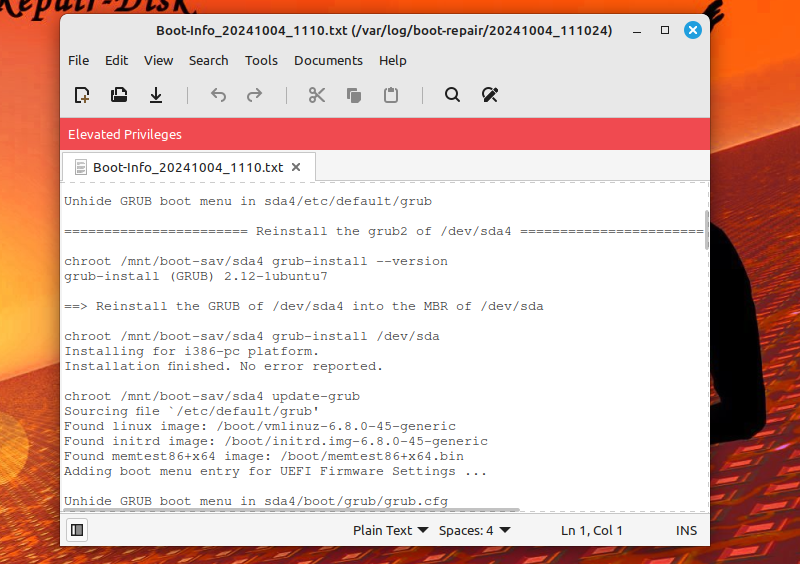 Repair-Disk
Boot-Info_20241004_1110.txt (/var/log/boot-repair/20241004_111024)
File Edit View Search Tools Documents Help
Elevated Privileges
Boot-Info_20241004_1110.txt
Unhide GRUB boot menu in sda4/etc/default/grub
======================= Reinstall the grub2 of /dev/sda4 =======================
chroot /mnt/boot-sav/sda4 grub-install --version
grub-install (GRUB) 2.12-1ubuntu7
==> Reinstall the GRUB of /dev/sda4 into the MBR of /dev/sda
chroot /mnt/boot-sav/sda4 grub-install /dev/sda
Installing for i386-pc platform.
Installation finished. No error reported.
chroot /mnt/boot-sav/sda4 update-grub
Sourcing file `/etc/default/grub'
Found linux image: /boot/vmlinuz-6.8.0-45-generic
Found initrd image: /boot/initrd.img-6.8.0-45-generic
Found memtest86+x64 image: /boot/memtest86+x64.bin
Adding boot menu entry for UEFI Firmware Settings ...
Unhide GRUB boot menu in sda4/boot/grub/grub.cfg
Plain Text Spaces: 4 Ln 1, Col 1 INS